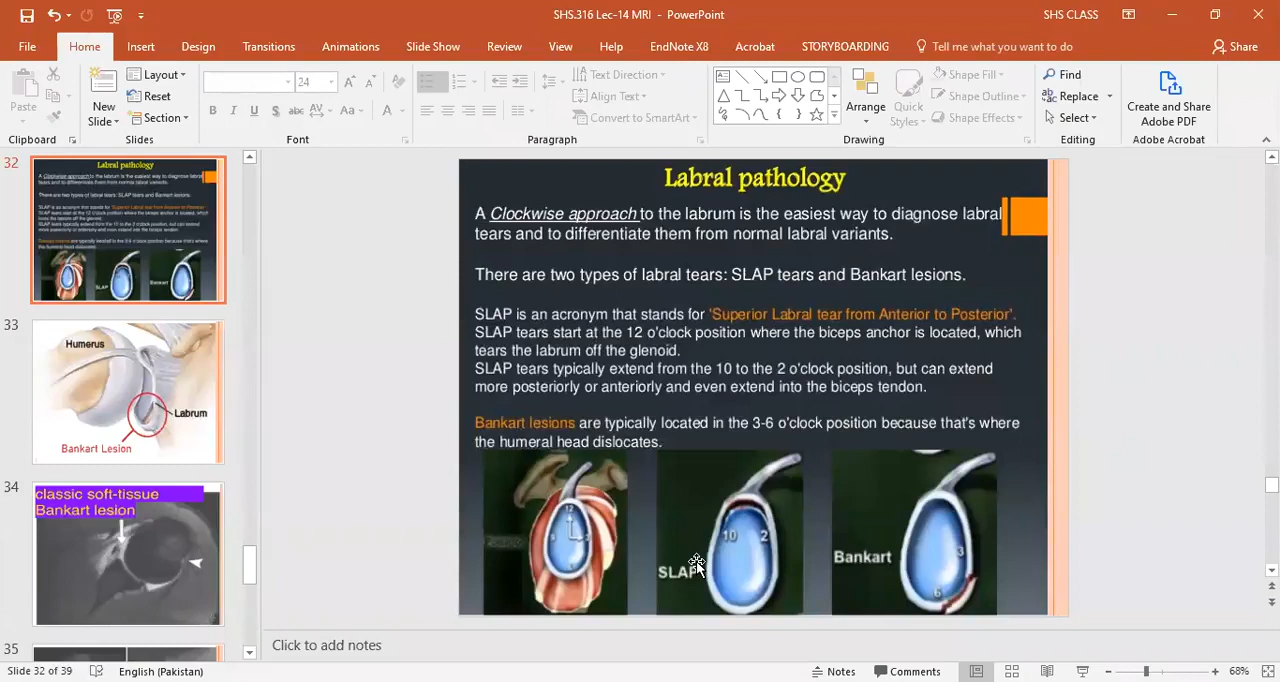 SHS.316 Lec-14 MRI - PowerPoint
SHS CLASS
File Home Insert Design Transitions Animations Slide Show Review View Help EndNote X8 Acrobat STORYBOARDING Tell me what you want to do Share
Paste
Clipboard
New
Slide
Layout
Reset
Section
Slides
24
B I U S abc AV Aa A
Font
Text Direction
Align Text
Convert to SmartArt
Paragraph
Arrange
Quick
Styles
Shape Fill
Shape Outline
Shape Effects
Drawing
Find
Replace
Select
Editing
Create and Share
Adobe PDF
Adobe Acrobat
32
Labral pathology
33
Humerus
Labrum
Bankart Lesion
34
classic soft-tissue
Bankart lesion
35
Labral pathology
A Clockwise approach to the labrum is the easiest way to diagnose labral
tears and to differentiate them from normal labral variants.
There are two types of labral tears: SLAP tears and Bankart lesions.
SLAP is an acronym that stands for 'Superior Labral tear from Anterior to Posterior'.
SLAP tears start at the 12 o'clock position where the biceps anchor is located, which
tears the labrum off the glenoid.
SLAP tears typically extend from the 10 to the 2 o'clock position, but can extend
more posteriorly or anteriorly and even extend into the biceps tendon.
Bankart lesions are typically located in the 3-6 o'clock position because that's where
the humeral head dislocates.
12
10 2
SLAP
Bankart
3
6
Click to add notes
Slide 32 of 39 English (Pakistan) Notes Comments 68%